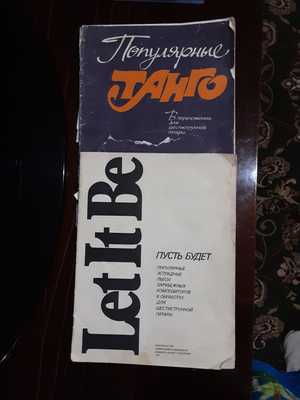 Популярные
ТАНГО
В переложении
для
шестиструнной
гитары
Let It Be
ПУСТЬ БУДЕТ
ПОПУЛЯРНЫЕ
ЭСТРАДНЫЕ
ПЬЕСЫ
ЗАРУБЕЖНЫХ
КОМПОЗИТОРОВ
В ОБРАБОТКЕ
ДЛЯ
ШЕСТИСТРУННОЙ
ГИТАРЫ